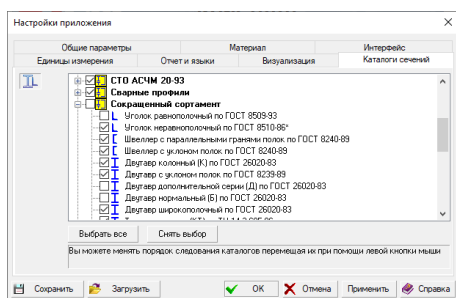 Настройки приложения
Общие параметры Материал Интерфейс
Единицы измерения Отчет и языки Визуализация Каталоги сечений
СТО АСЧМ 20-93
Сварные профили
Сокращенный сортамент
Уголок равнополочный по ГОСТ 8509-93
Уголок неравнополочный по ГОСТ 8510-86*
Швеллер с параллельными гранями полок по ГОСТ 8240-89
Швеллер с уклоном полок по ГОСТ 8240-89
Двутавр колонный (К) по ГОСТ 26020-83
Двутавр с уклоном полок по ГОСТ 8239-89
Двутавр дополнительной серии (Д) по ГОСТ 26020-83
Двутавр нормальный (Б) по ГОСТ 26020-83
Двутавр широкополочный по ГОСТ 26020-83
Выбрать все Снять выбор
Вы можете менять порядок следования каталогов перемещая их при помощи левой кнопки мыши
Сохранить Загрузить OK Отмена Применить Справка